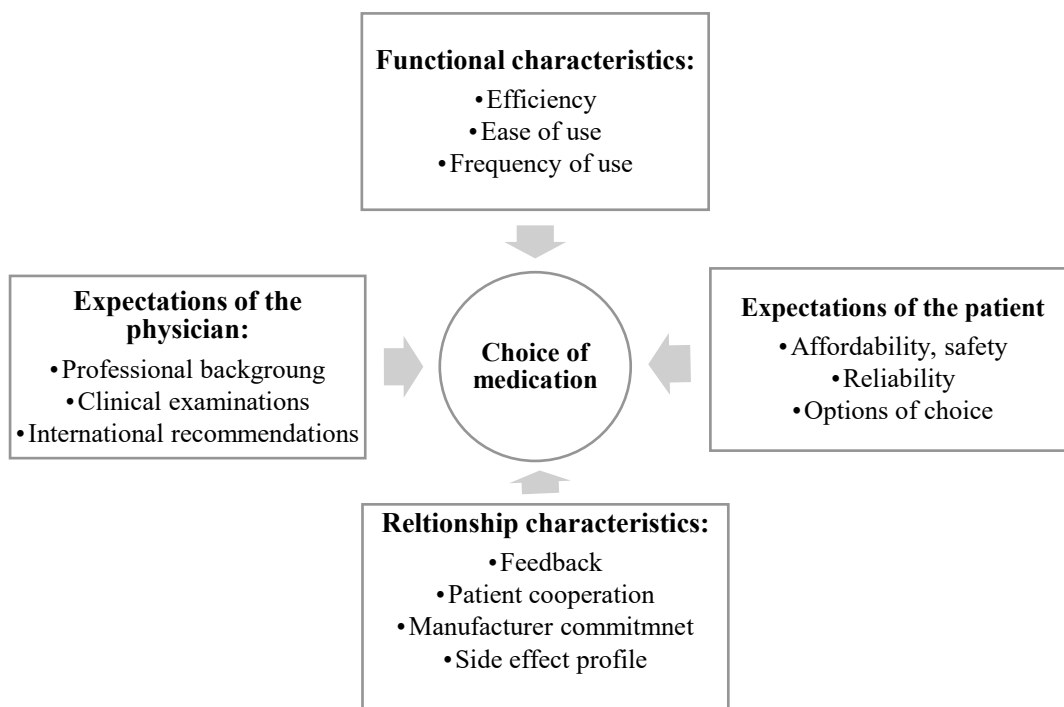 Functional characteristics:
•Efficiency
•Ease of use
•Frequency of use
Expectations of the
physician:
•Professional backgroung
•Clinical examinations
•International recommendations
Choice of
medication
Expectations of the patient
•Affordability, safety
•Reliability
•Options of choice
Reltionship characteristics:
•Feedback
•Patient cooperation
•Manufacturer commitmnet
•Side effect profile